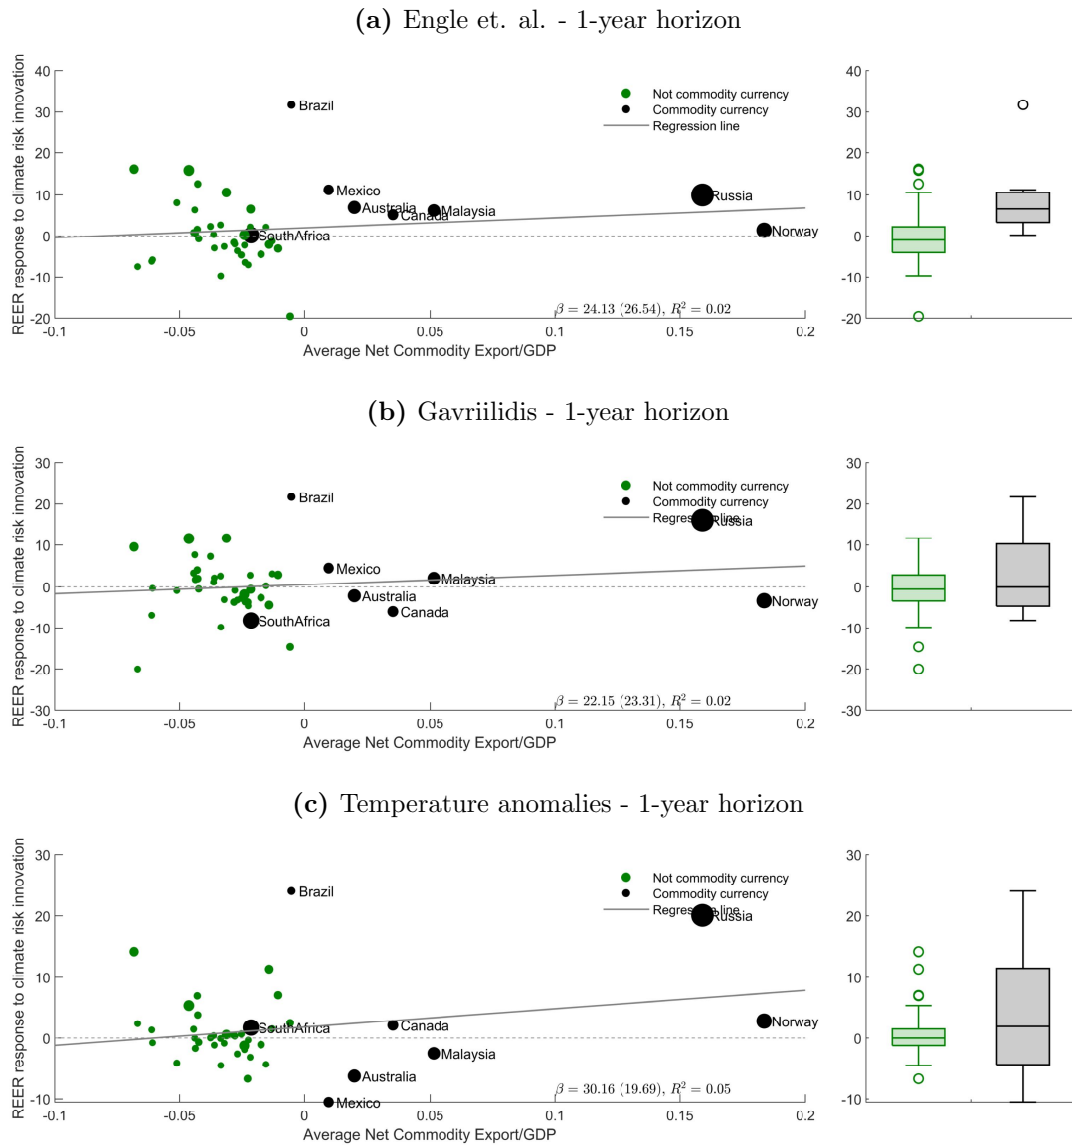 (a) Engle et. al. - 1-year horizon
REER response to climate risk innovation
40
30
20
10
0
-10
-20
-0.1
-0.05
0
0.05
0.1
0.15
0.2
Average Net Commodity Export/GDP
Brazil
Mexico
Australia
Canada
Malaysia
Russia
Norway
SouthAfrica
Not commodity currency
Commodity currency
Regression line
β = 24.13 (26.54), R² = 0.02
40
30
20
10
0
-10
-20
(b) Gavriilidis - 1-year horizon
REER response to climate risk innovation
30
20
10
0
-10
-20
-30
-0.1
-0.05
0
0.05
0.1
0.15
0.2
Average Net Commodity Export/GDP
Brazil
Mexico
Malaysia
Australia
Canada
SouthAfrica
Russia
Norway
Not commodity currency
Commodity currency
Regression line
β = 22.15 (23.31), R² = 0.02
30
20
10
0
-10
-20
-30
(c) Temperature anomalies - 1-year horizon
REER response to climate risk innovation
30
20
10
0
-10
-0.1
-0.05
0
0.05
0.1
0.15
0.2
Average Net Commodity Export/GDP
Brazil
SouthAfrica
Canada
Malaysia
Australia
Mexico
Russia
Norway
Not commodity currency
Commodity currency
Regression line
β = 30.16 (19.69), R² = 0.05
30
20
10
0
-10